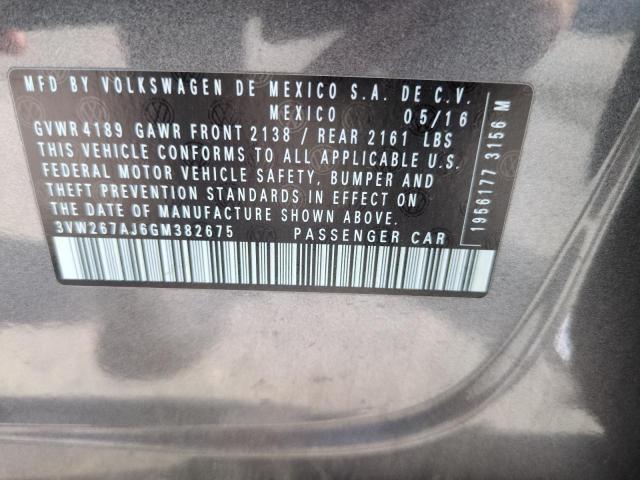 MFD BY VOLKSWAGEN DE MEXICO S.A. DE C.V.
MEXICO 05/16
GVWR 4189 GAWR FRONT 2138 / REAR 2161 LBS
THIS VEHICLE CONFORMS TO ALL APPLICABLE U.S.
FEDERAL MOTOR VEHICLE SAFETY, BUMPER AND
THEFT PREVENTION STANDARDS IN EFFECT ON
THE DATE OF MANUFACTURE SHOWN ABOVE.
3VW267AJ6GM382675 PASSENGER CAR
1956177 3156 M